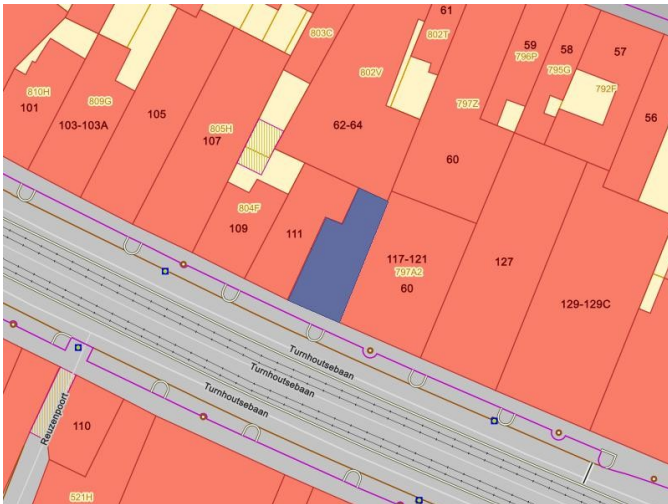 61
803C
802T
59
796P
58
57
802V
795G
792F
810H
101
809G
103-103A
105
797Z
62-64
56
805H
107
60
804F
109
111
117-121
797A2
60
127
129-129C
Turnhoutsebaan
Turnhoutsebaan
Turnhoutsebaan
Reuzenpoort
110
521H